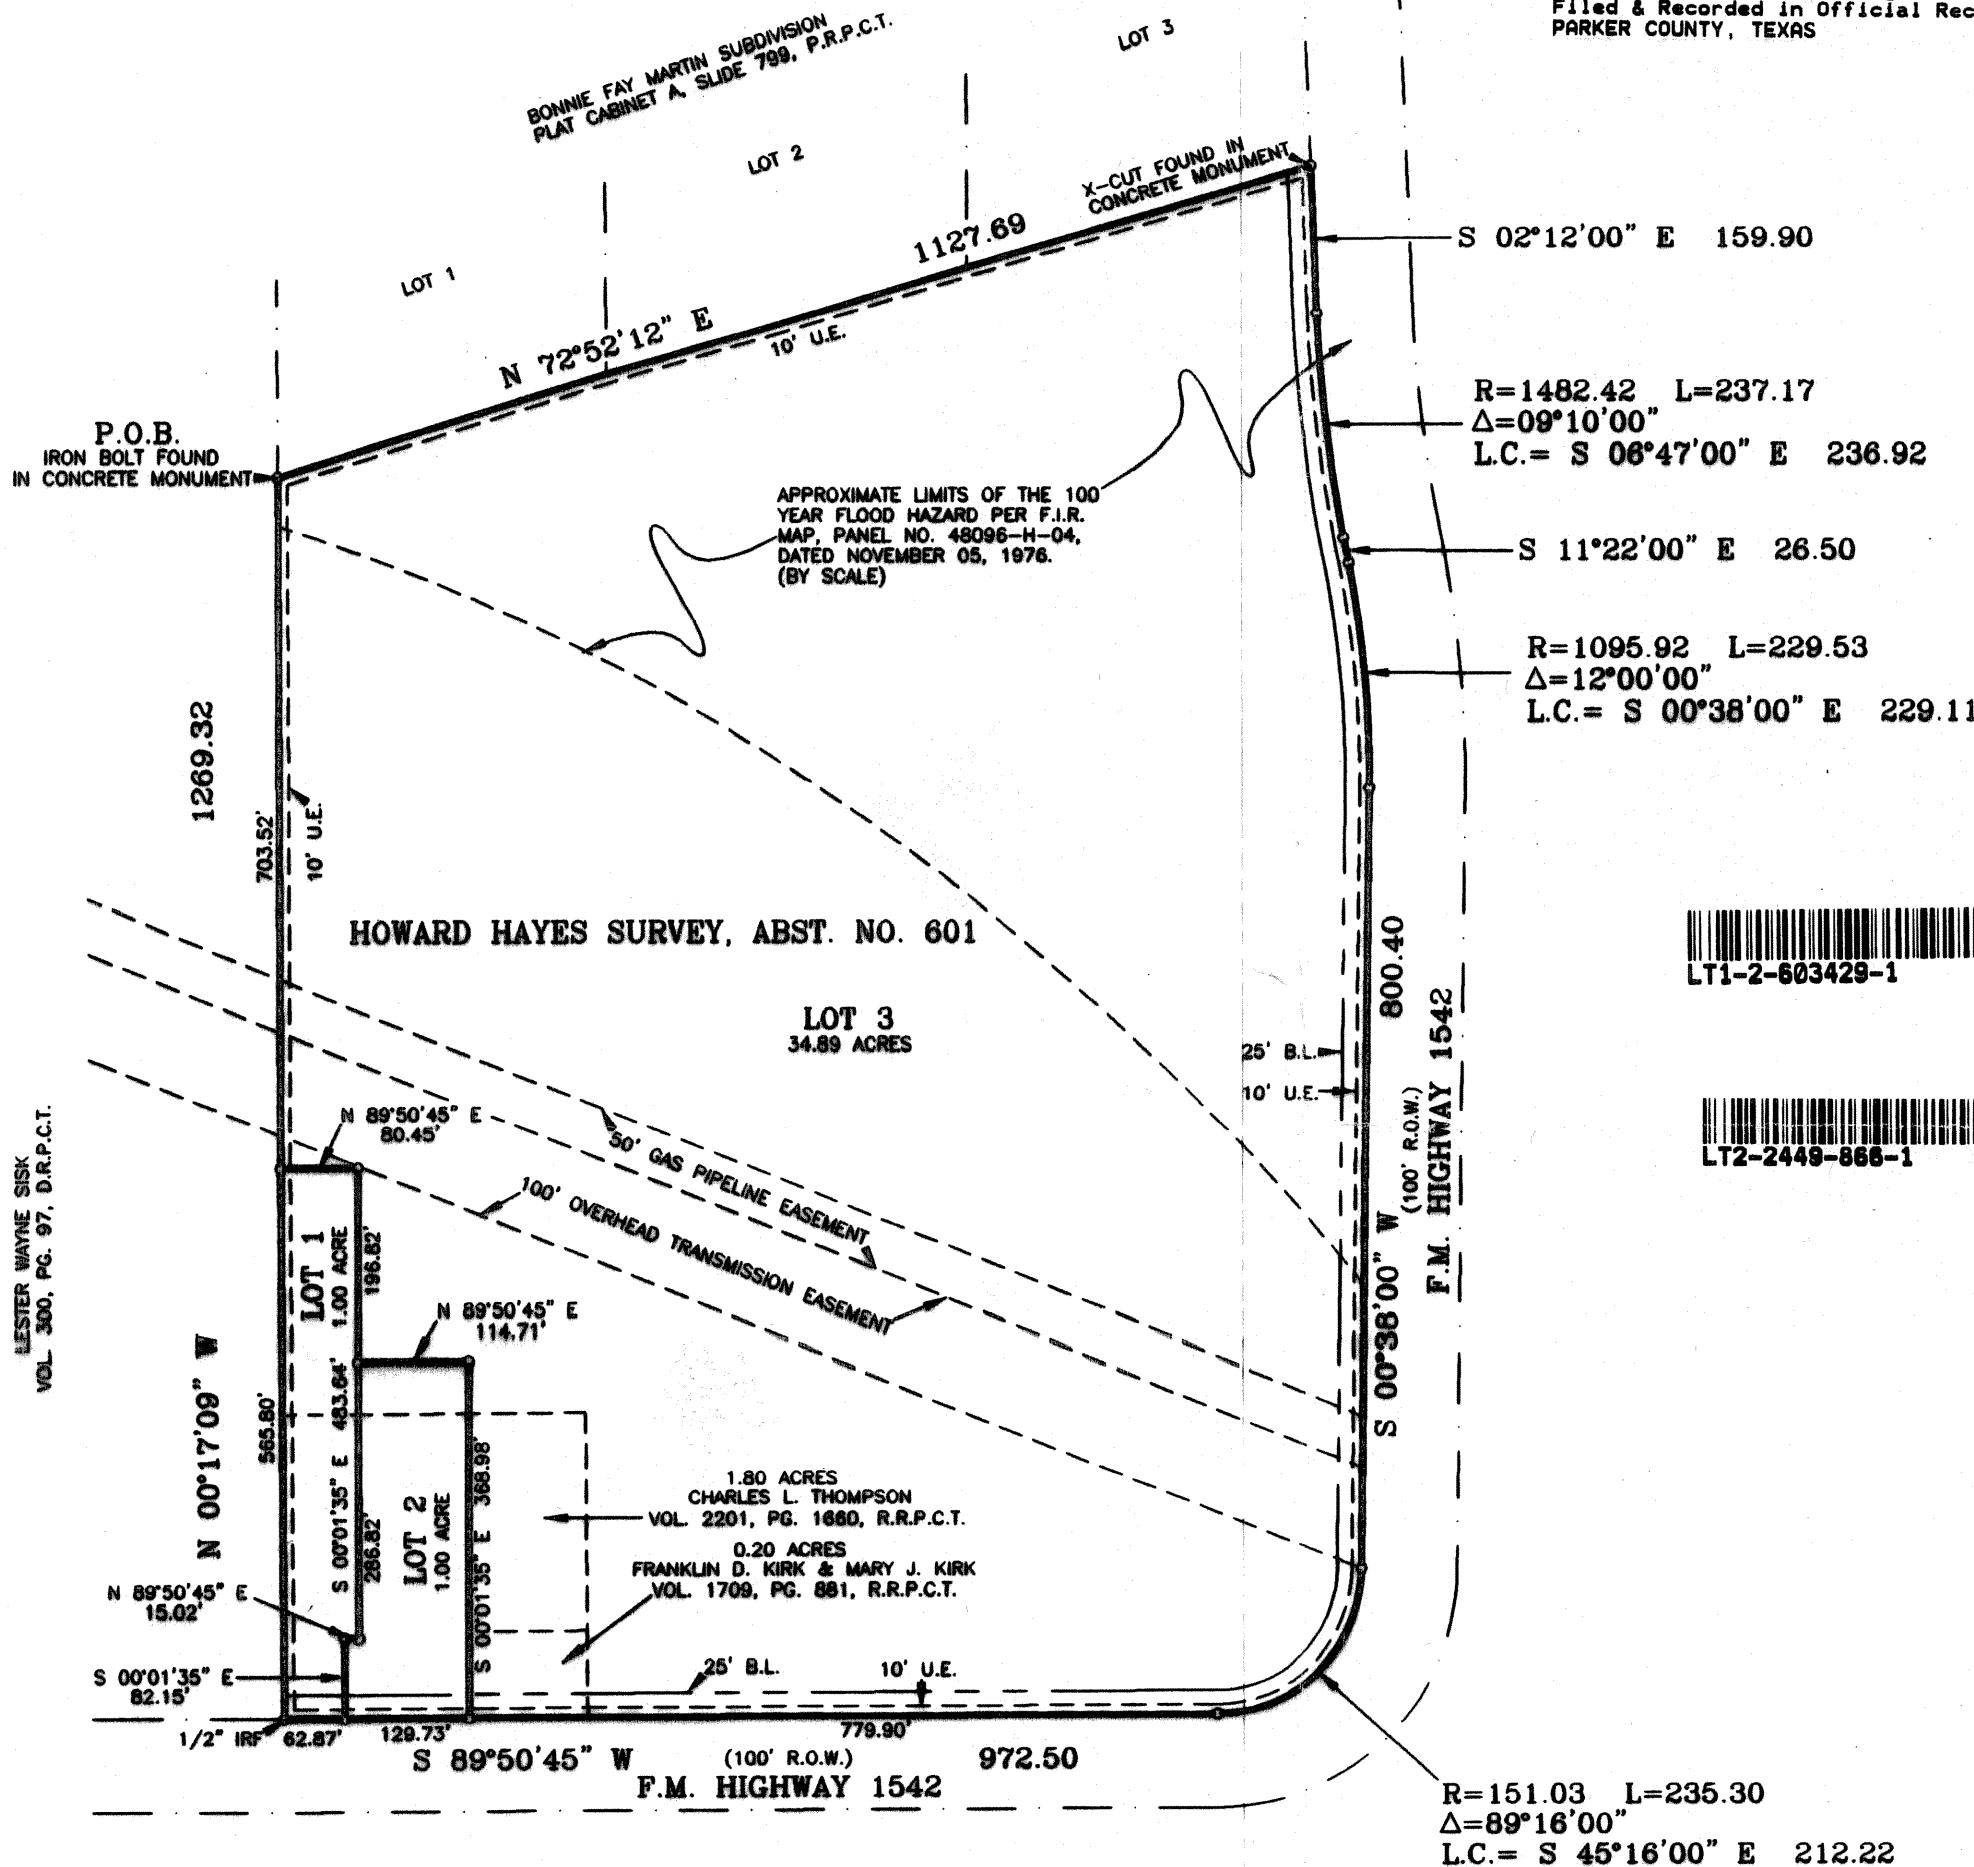 Filed & Recorded in Official Rec
PARKER COUNTY, TEXAS
BONNIE FAY MARTIN SUBDIVISION
PLAT CABINET A, SLIDE 799, P.R.P.C.T.
LOT 3
LOT 2
LOT 1
X-CUT FOUND IN
CONCRETE MONUMENT
1127.69
N 72°52'12" E
10' U.E.
S 02°12'00" E 159.90
R=1482.42 L=237.17
Δ=09°10'00"
L.C.= S 06°47'00" E 236.92
P.O.B.
IRON BOLT FOUND
IN CONCRETE MONUMENT
APPROXIMATE LIMITS OF THE 100
YEAR FLOOD HAZARD PER F.I.R.
MAP, PANEL NO. 48096-H-04,
DATED NOVEMBER 05, 1976.
(BY SCALE)
S 11°22'00" E 26.50
R=1095.92 L=229.53
Δ=12°00'00"
L.C.= S 00°38'00" E 229.11
1269.32
703.52'
10' U.E.
HOWARD HAYES SURVEY, ABST. NO. 601
LOT 3
34.89 ACRES
800.40
LT1-2-603429-1
25' B.L.
10' U.E.
(100' R.O.W.)
F.M. HIGHWAY 1542
S 00°38'00" W
LT2-2449-866-1
LESTER WAYNE SISK
VOL. 300, PG. 97, D.R.P.C.T.
N 89°50'45" E
80.45'
50' GAS PIPELINE EASEMENT
100' OVERHEAD TRANSMISSION EASEMENT
LOT 1
1.00 ACRE
196.82'
N 89°50'45" E
114.71'
N 00°17'09" W
565.80'
S 00°01'35" E 483.64'
286.82'
LOT 2
1.00 ACRE
S 00°01'35" E 368.98'
1.80 ACRES
CHARLES L. THOMPSON
VOL. 2201, PG. 1660, R.R.P.C.T.
0.20 ACRES
FRANKLIN D. KIRK & MARY J. KIRK
VOL. 1709, PG. 881, R.R.P.C.T.
N 89°50'45" E
15.02'
S 00°01'35" E
82.15'
25' B.L.
10' U.E.
1/2" IRF
62.87'
129.73'
779.90'
S 89°50'45" W (100' R.O.W.) 972.50
F.M. HIGHWAY 1542
R=151.03 L=235.30
Δ=89°16'00"
L.C.= S 45°16'00" E 212.22